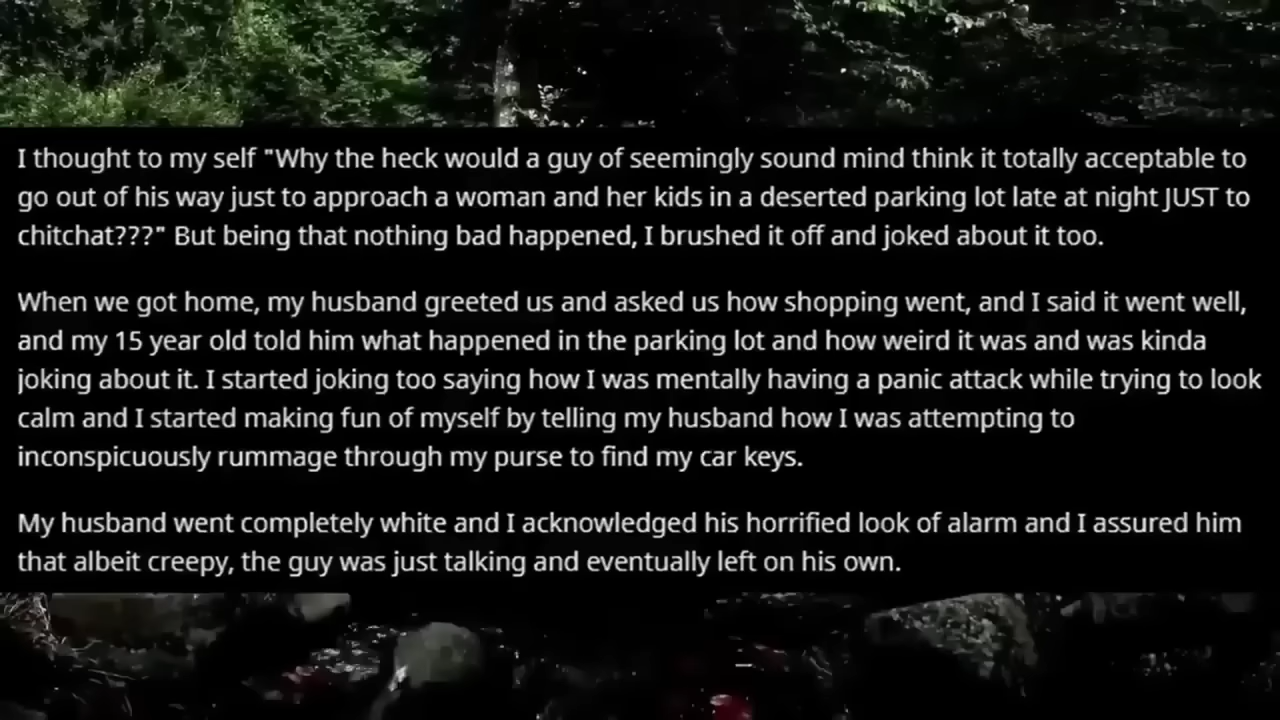 I thought to my self "Why the heck would a guy of seemingly sound mind think it totally acceptable to
go out of his way just to approach a woman and her kids in a deserted parking lot late at night JUST to
chitchat???" But being that nothing bad happened, I brushed it off and joked about it too.
When we got home, my husband greeted us and asked us how shopping went, and I said it went well,
and my 15 year old told him what happened in the parking lot and how weird it was and was kinda
joking about it. I started joking too saying how I was mentally having a panic attack while trying to look
calm and I started making fun of myself by telling my husband how I was attempting to
inconspicuously rummage through my purse to find my car keys.
My husband went completely white and I acknowledged his horrified look of alarm and I assured him
that albeit creepy, the guy was just talking and eventually left on his own.